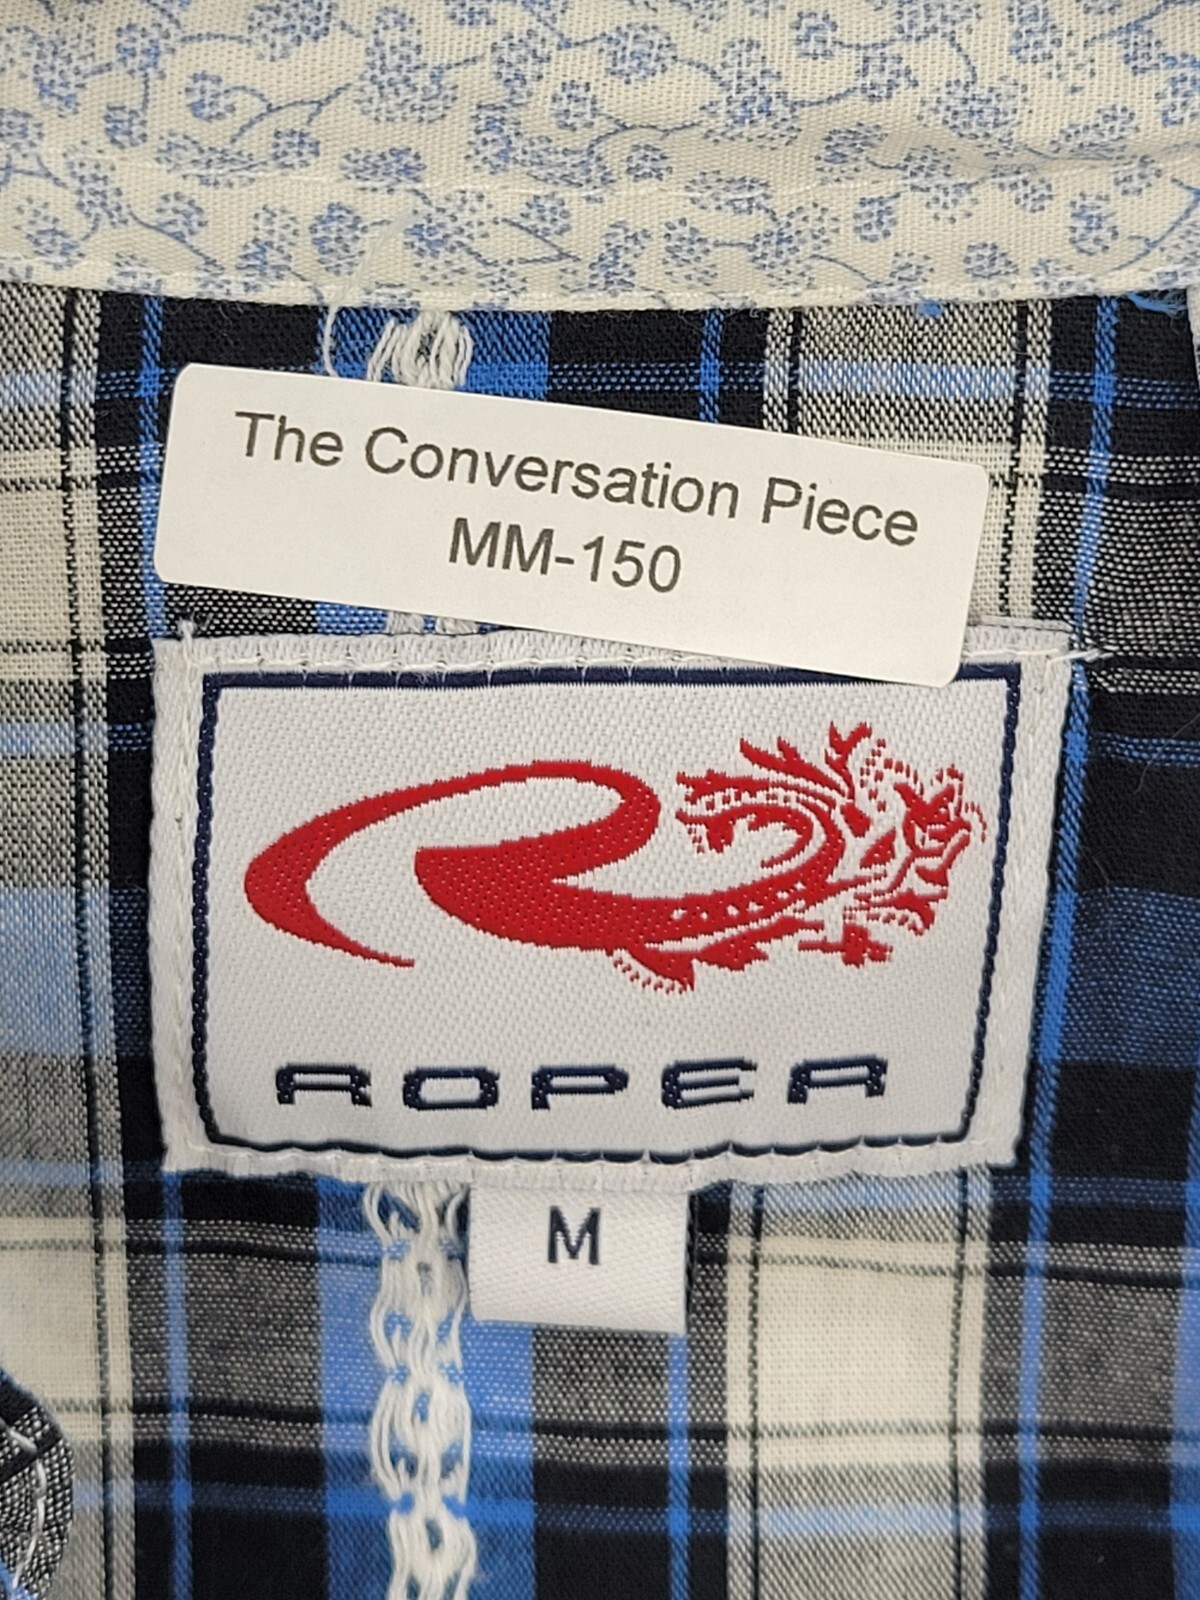 The Conversation Piece
MM-150
ROPER
M